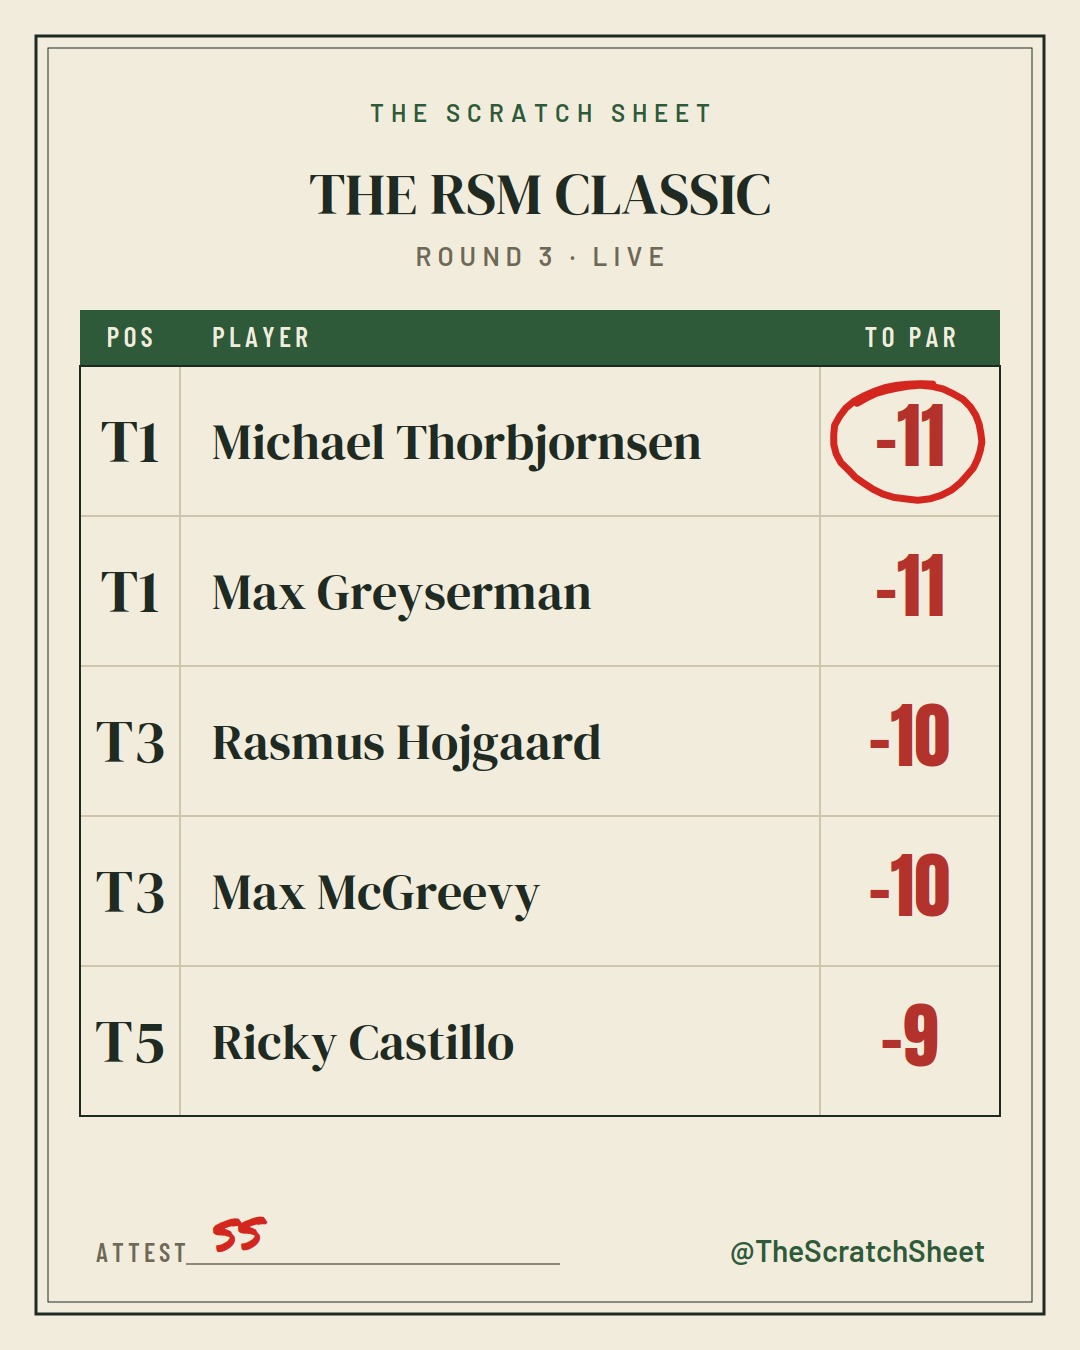 THE SCRATCH SHEET
THE RSM CLASSIC
ROUND 3 · LIVE
POS PLAYER TO PAR
T1 Michael Thorbjornsen -11
T1 Max Greyserman -11
T3 Rasmus Hojgaard -10
T3 Max McGreevy -10
T5 Ricky Castillo -9
ATTEST SS @TheScratchSheet